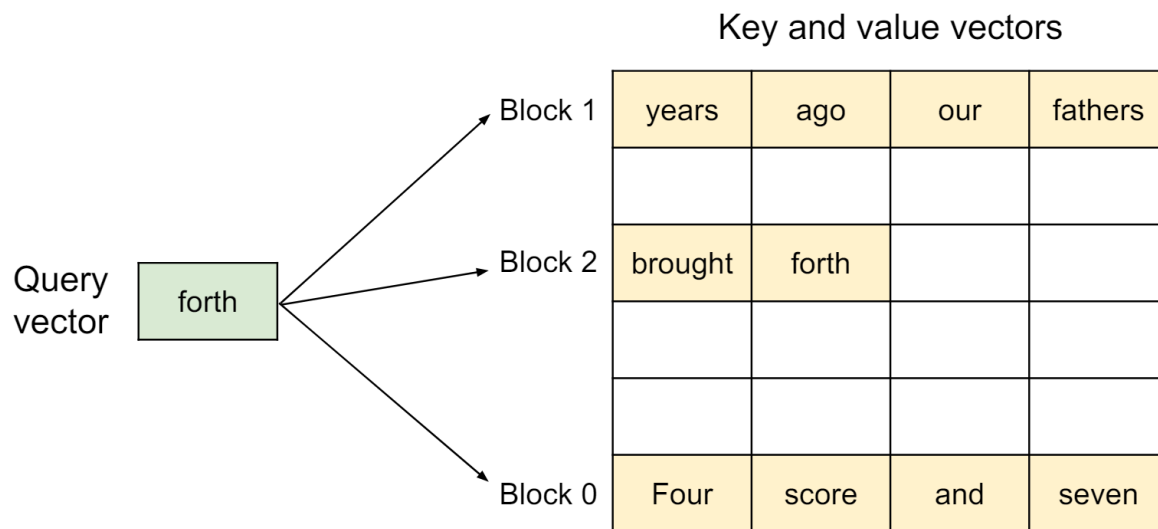 Key and value vectors
Block 1 years ago our fathers
Block 2 brought forth
Query
vector
forth
Block 0 Four score and seven